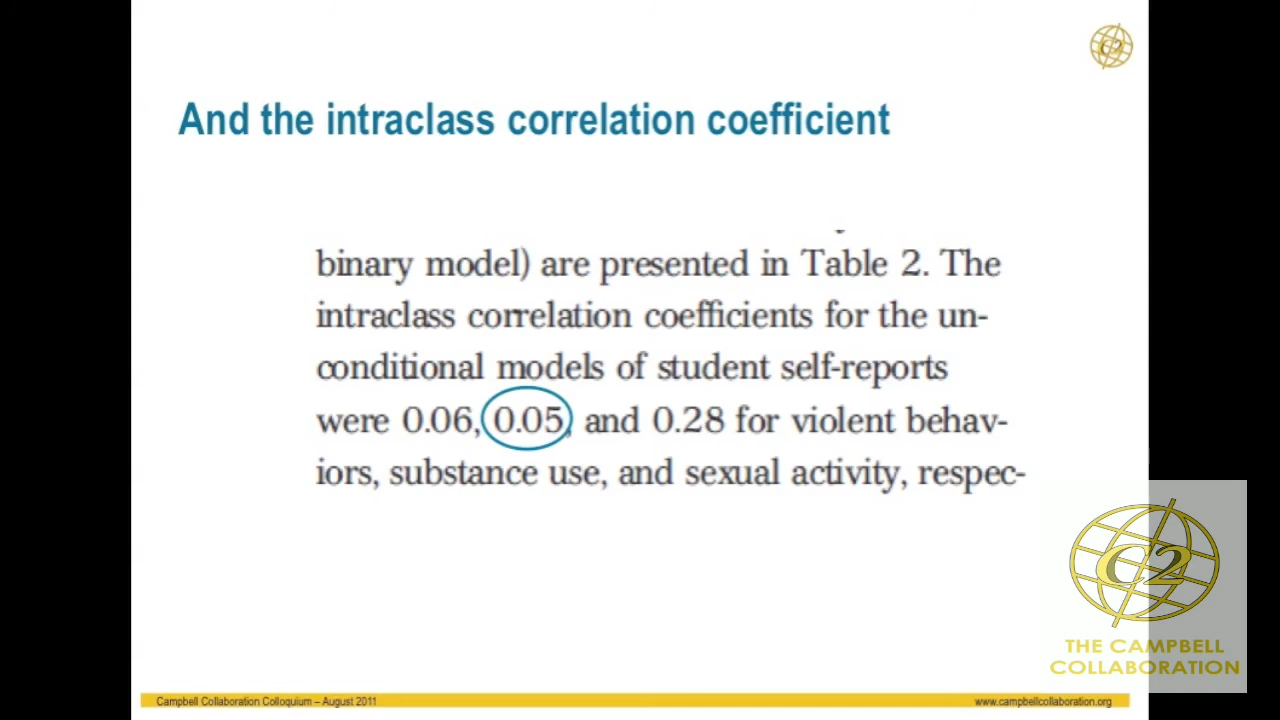 C2
And the intraclass correlation coefficient
binary model) are presented in Table 2. The
intraclass correlation coefficients for the un-
conditional models of student self-reports
were 0.06, 0.05, and 0.28 for violent behav-
iors, substance use, and sexual activity, respec-
C2
THE CAMPBELL
COLLABORATION
Campbell Collaboration Colloquium – August 2011
www.campbellcollaboration.org